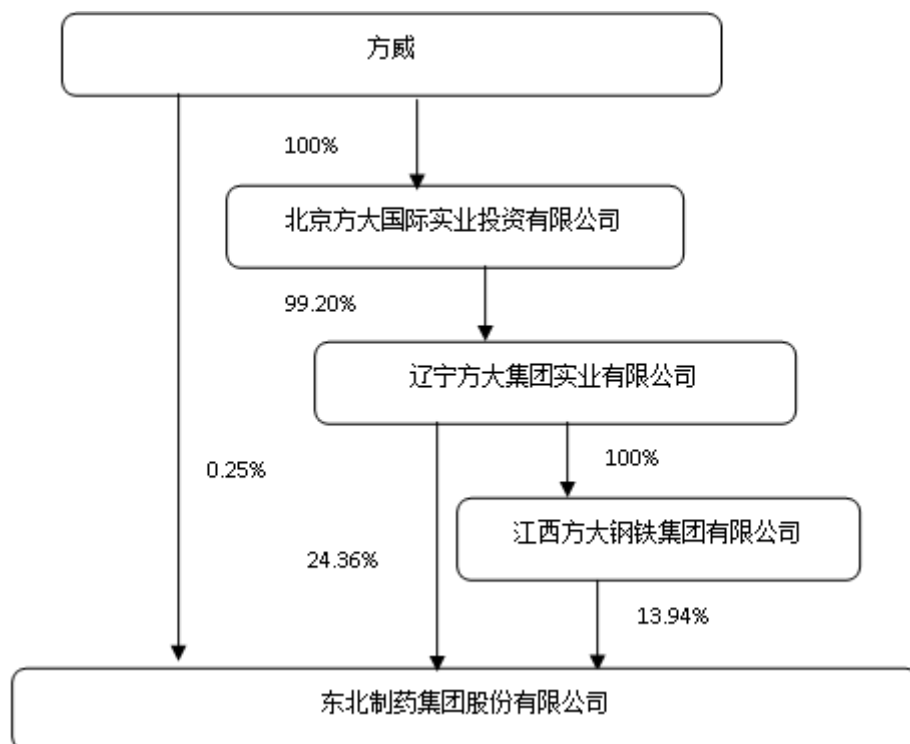 方威
100%
北京方大国际实业投资有限公司
99.20%
辽宁方大集团实业有限公司
100%
0.25%
江西方大钢铁集团有限公司
24.36%
13.94%
东北制药集团股份有限公司